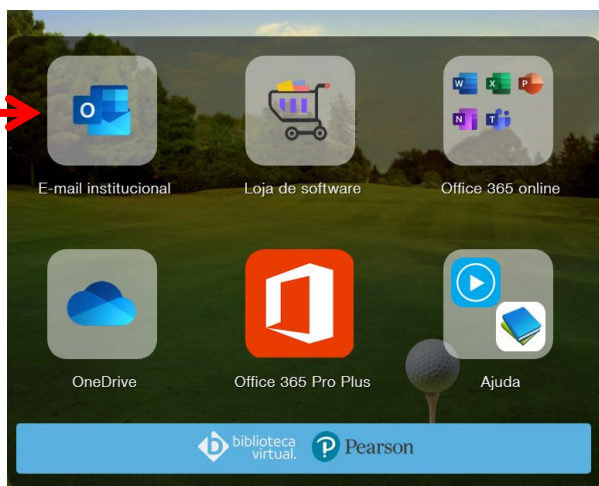 O
W X P
N T
E-mail institucional
Loja de software
Office 365 online
OneDrive
Office 365 Pro Plus
Ajuda
biblioteca
virtual.
P Pearson